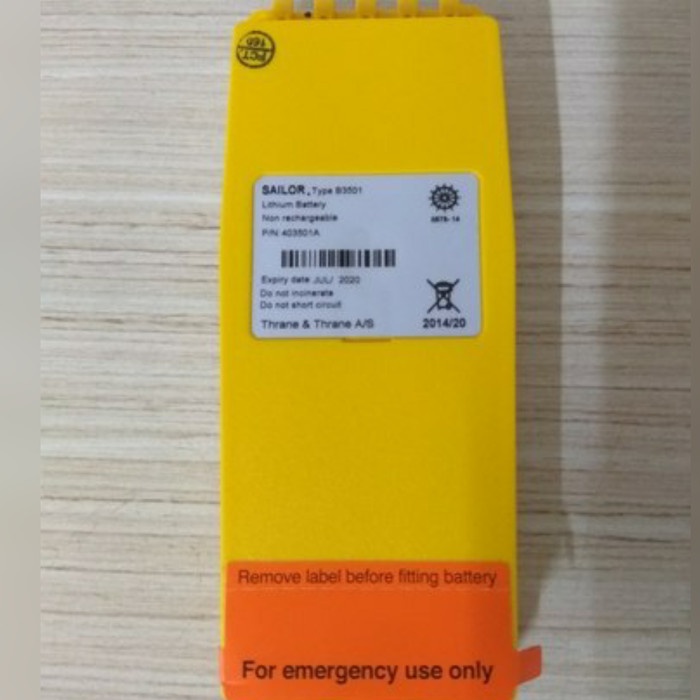 SAILOR, Type B3501
Lithium Battery
Non rechargeable
P/N 403501A
Expiry date JUL/ 2020
Do not incinerate
Do not short circuit
Thrane & Thrane A/S
2014/20
Remove label before fitting battery
For emergency use only